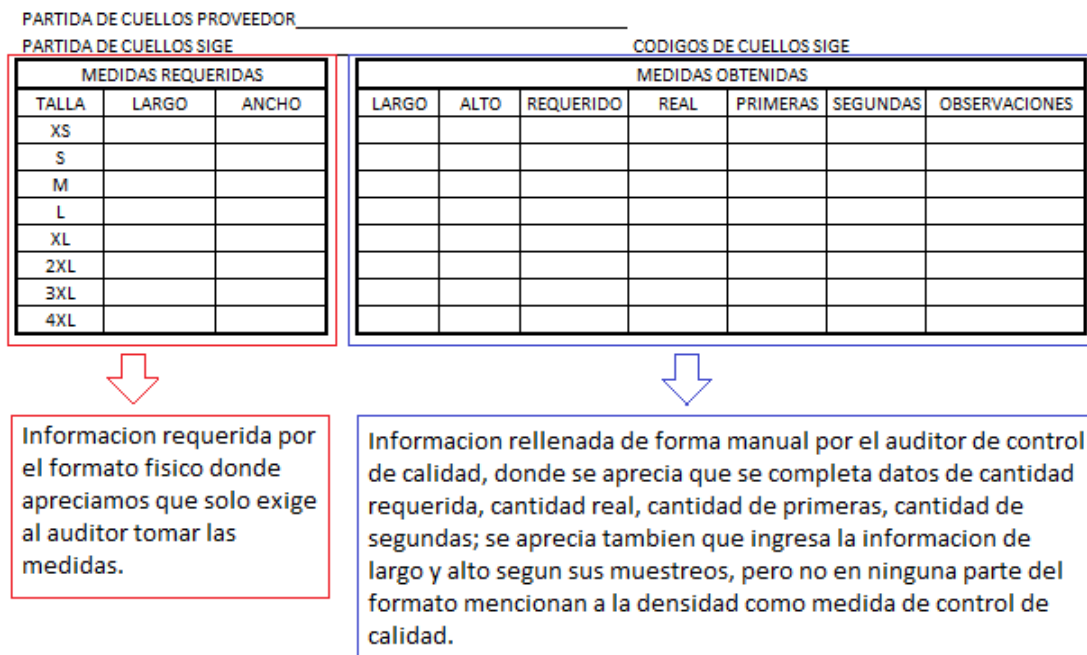 PARTIDA DE CUELLOS PROVEEDOR
PARTIDA DE CUELLOS SIGE CODIGOS DE CUELLOS SIGE
MEDIDAS REQUERIDAS
TALLA LARGO ANCHO
XS
S
M
L
XL
2XL
3XL
4XL
MEDIDAS OBTENIDAS
LARGO ALTO REQUERIDO REAL PRIMERAS SEGUNDAS OBSERVACIONES
Informacion requerida por
el formato fisico donde
apreciamos que solo exige
al auditor tomar las
medidas.
Informacion rellenada de forma manual por el auditor de control
de calidad, donde se aprecia que se completa datos de cantidad
requerida, cantidad real, cantidad de primeras, cantidad de
segundas; se aprecia tambien que ingresa la informacion de
largo y alto segun sus muestreos, pero no en ninguna parte del
formato mencionan a la densidad como medida de control de
calidad.